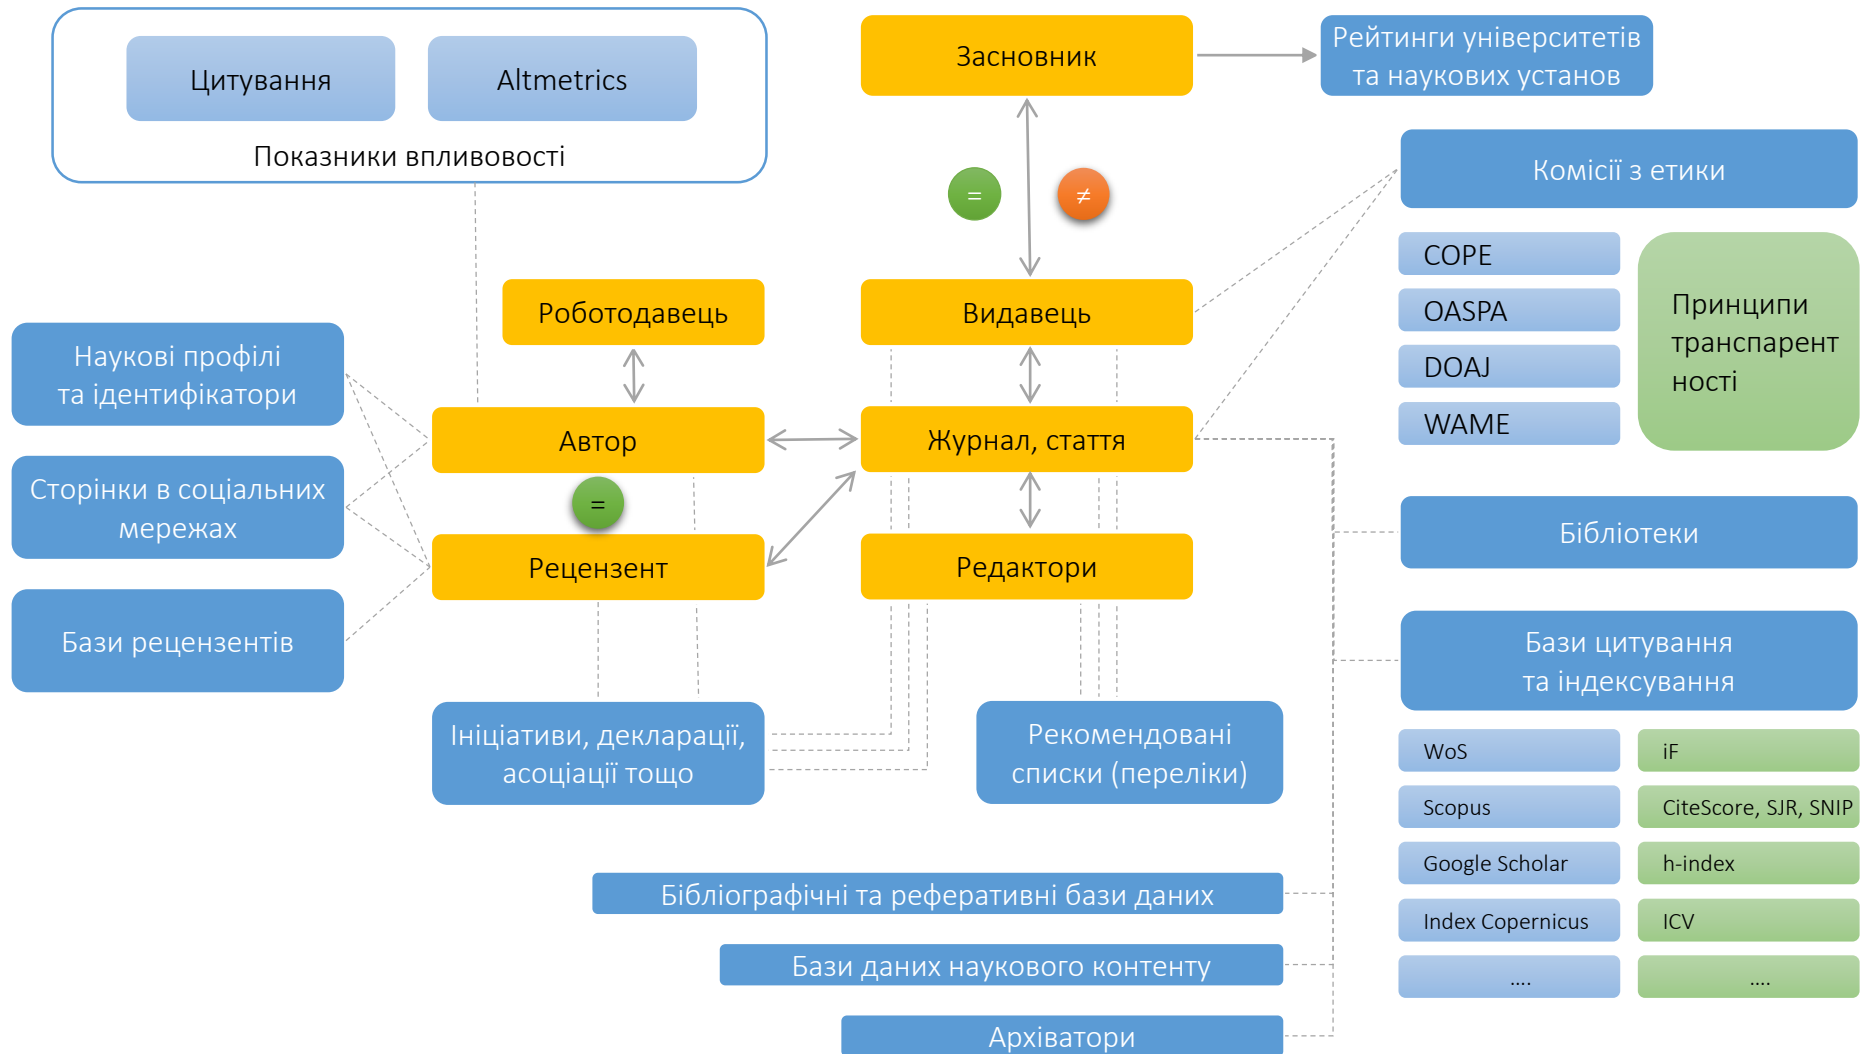 Цитування
Altmetrics
Показники впливовості
Засновник
Рейтинги університетів
та наукових установ
=
≠
Комісії з етики
COPE
OASPA
DOAJ
WAME
Принципи
транспарент
ності
Роботодавець
Видавець
Наукові профілі
та ідентифікатори
Автор
Журнал, стаття
Сторінки в соціальних
мережах
=
Рецензент
Редактори
Бібліотеки
Бази рецензентів
Бази цитування
та індексування
Ініціативи, декларації,
асоціації тощо
Рекомендовані
списки (переліки)
WoS
iF
Scopus
CiteScore, SJR, SNIP
Google Scholar
h-index
Index Copernicus
ICV
....
....
Бібліографічні та реферативні бази даних
Бази даних наукового контенту
Архіватори